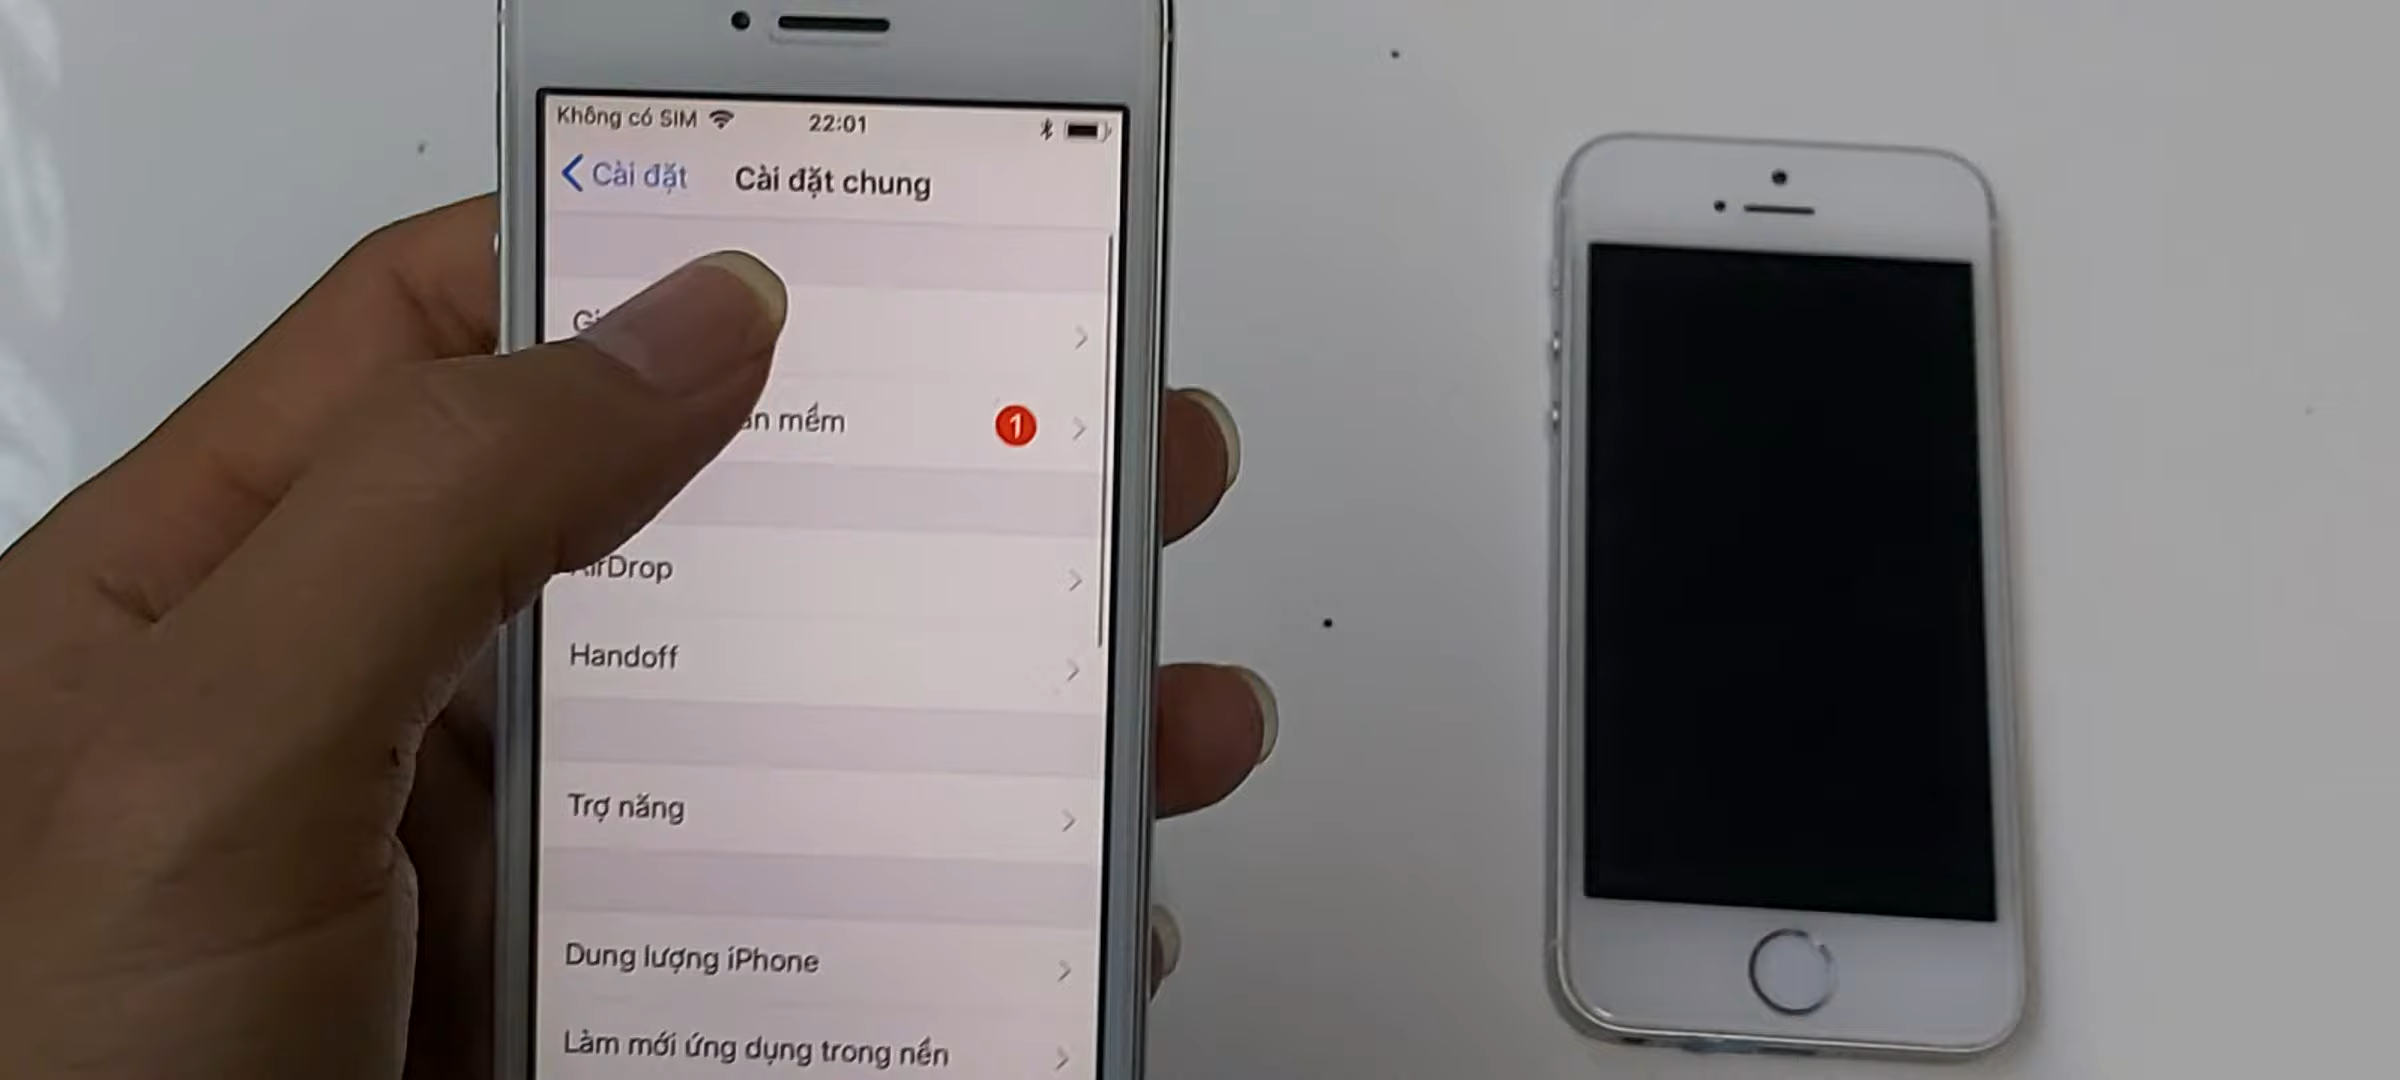 Không có SIM 22:01
Cài đặt Cài đặt chung
mềm 1
AirDrop
Handoff
Trợ năng
Dung lượng iPhone
Làm mới ứng dụng trong nền